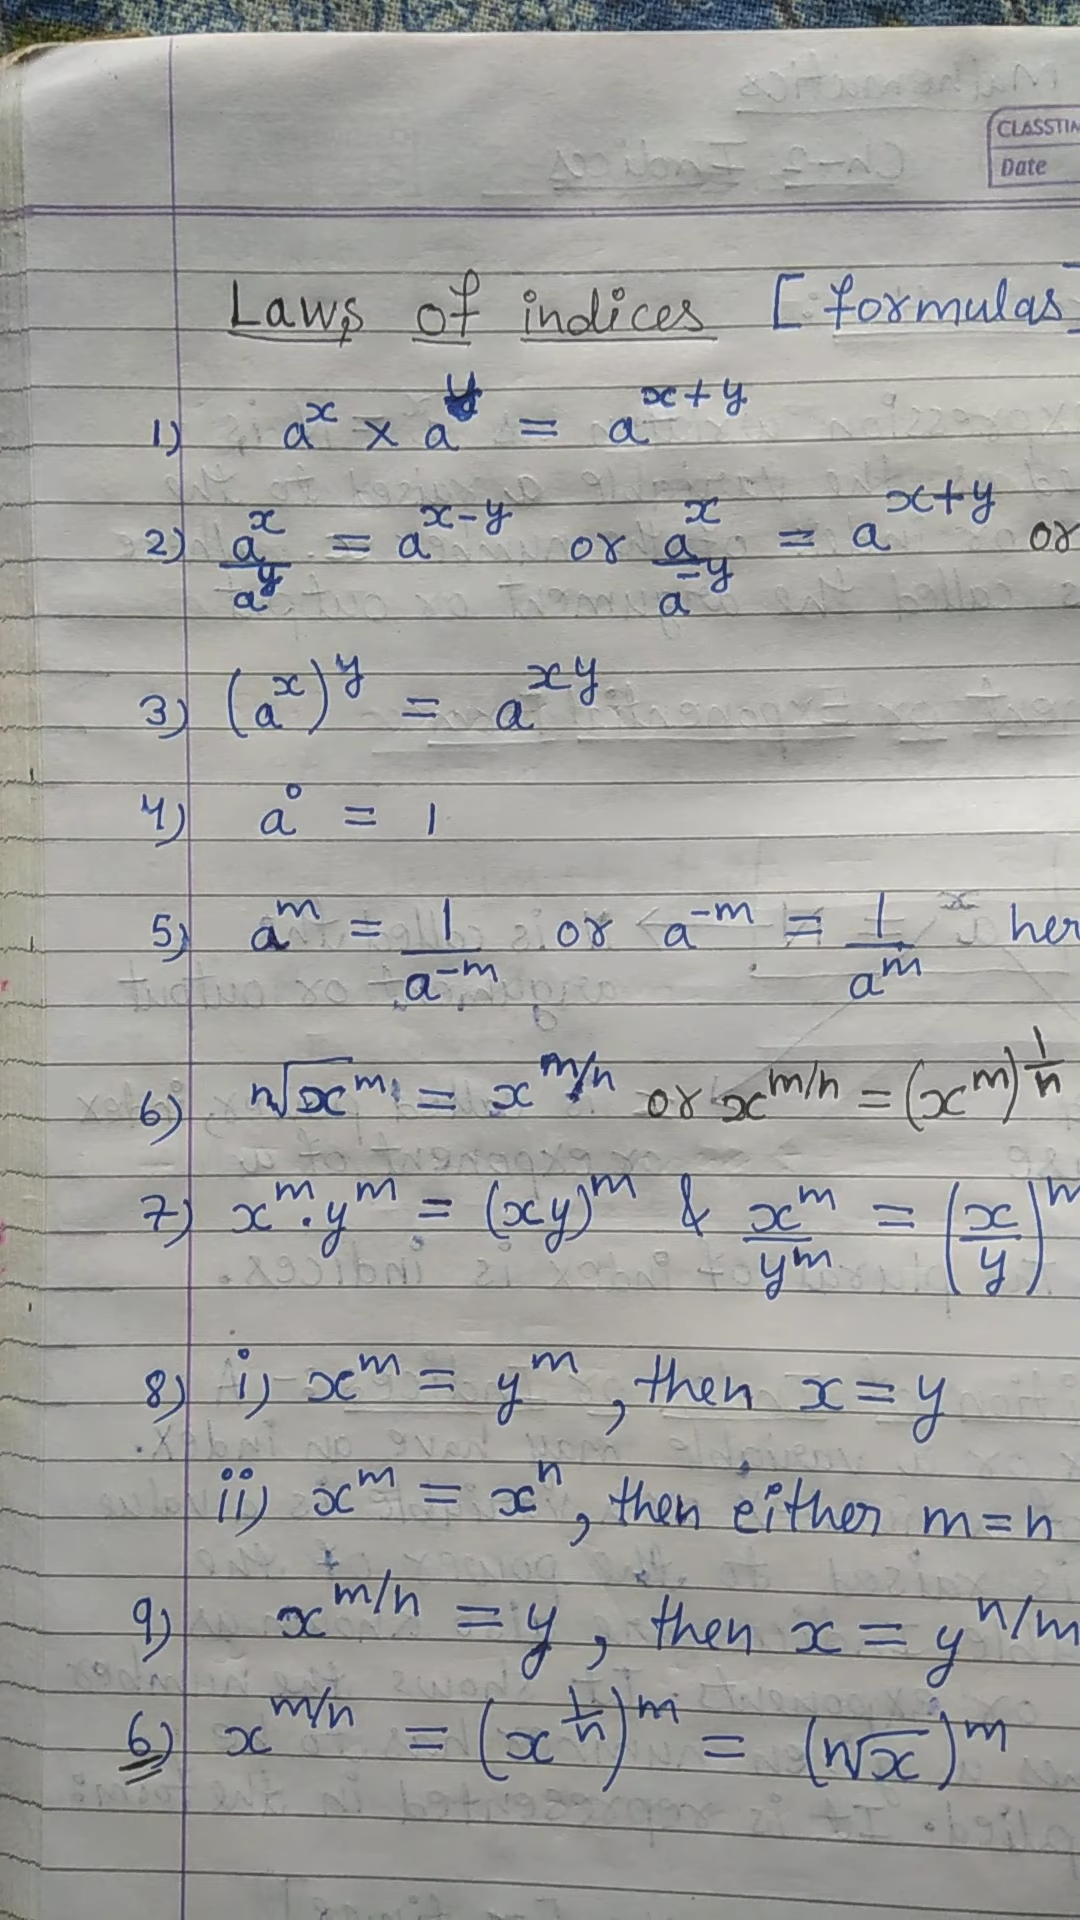 CLASSTIM
Date
Laws of indices [formulas]
1) a^x × a^y = a^(x+y)
2) a^x/a^y = a^(x-y) or a^x/a^(-y) = a^(x+y) or
3) (a^x)^y = a^(xy)
4) a^0 = 1
5) a^m = 1/a^(-m) or a^(-m) = 1/a^m her
6) ⁿ√x^m = x^(m/n) or x^(m/n) = (x^m)^(1/n)
7) x^m . y^m = (xy)^m & x^m/y^m = (x/y)^m
8) i) x^m = y^m, then x = y
ii) x^m = x^n, then either m = n
9) x^(m/n) = y, then x = y^(n/m)
6) x^(m/n) = (x^(1/n))^m = (ⁿ√x)^m